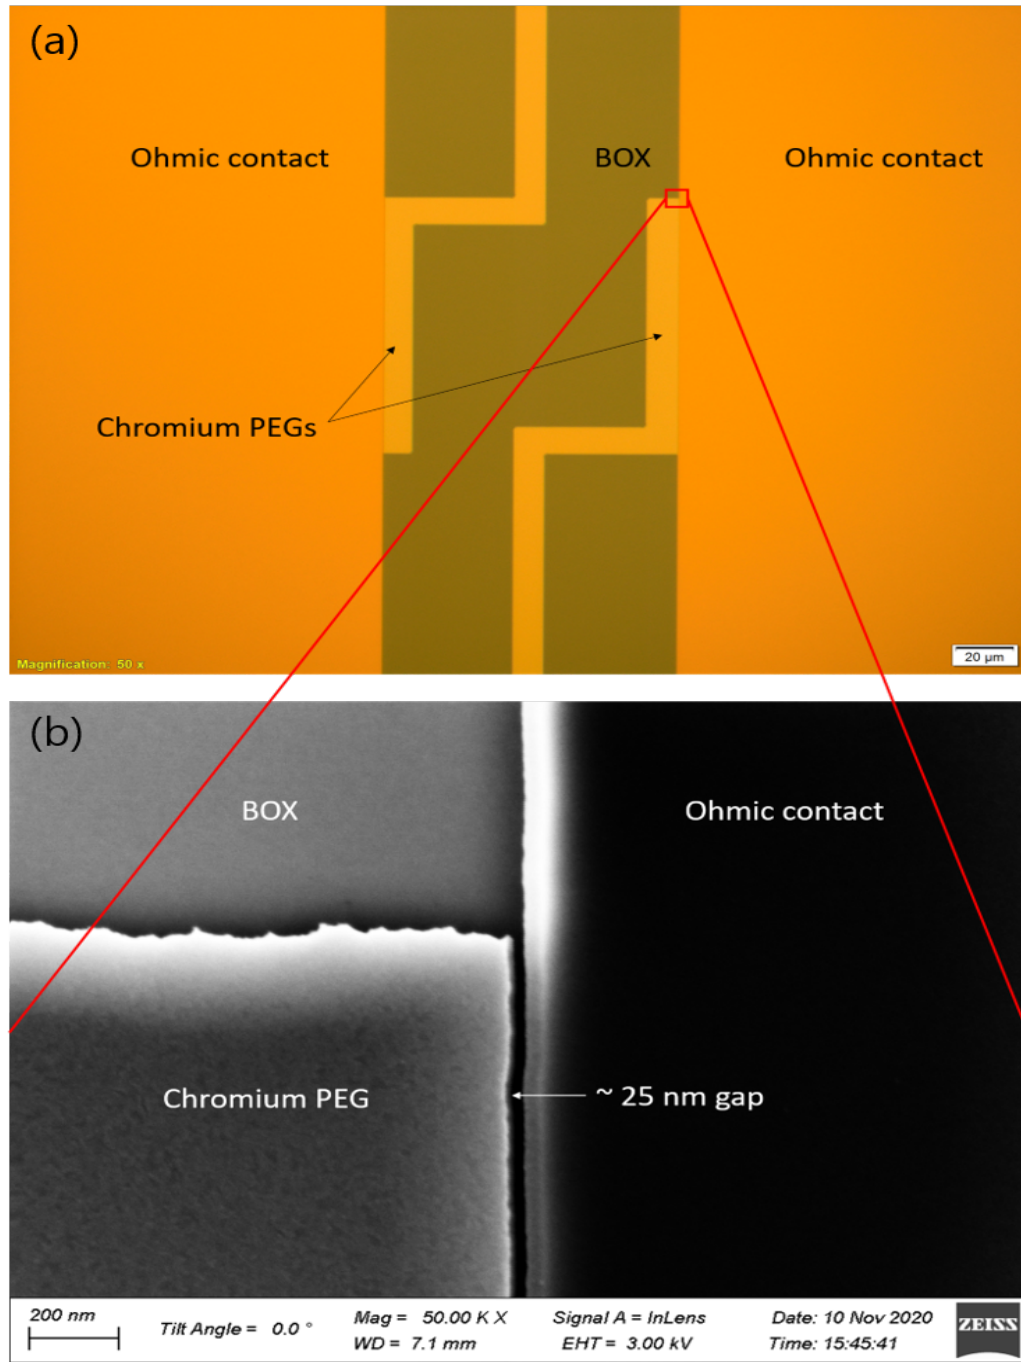 (a)
Ohmic contact
BOX
Ohmic contact
Chromium PEGs
Magnification: 50 x
20 µm
(b)
BOX
Ohmic contact
Chromium PEG
~ 25 nm gap
200 nm
Tilt Angle = 0.0 °
Mag = 50.00 K X
WD = 7.1 mm
Signal A = InLens
EHT = 3.00 kV
Date: 10 Nov 2020
Time: 15:45:41
ZEISS